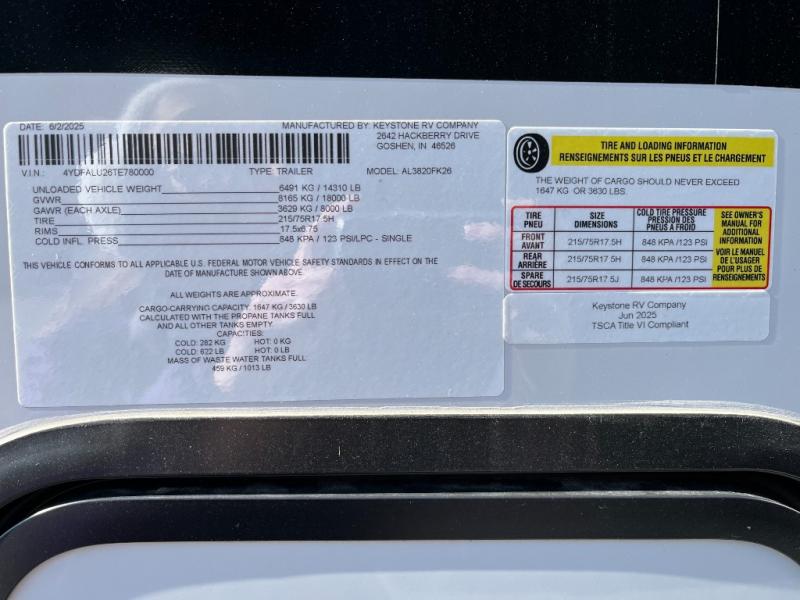 DATE: 6/2/2025 MANUFACTURED BY: KEYSTONE RV COMPANY
2642 HACKBERRY DRIVE
GOSHEN, IN 46526
V.I.N.: 4YDFALU26TE780000 TYPE: TRAILER MODEL: AL3820FK26
UNLOADED VEHICLE WEIGHT 6491 KG / 14310 LB
GVWR 8165 KG / 18000 LB
GAWR (EACH AXLE) 3629 KG / 8000 LB
TIRE 215/75R17.5H
RIMS 17.5x6.75
COLD INFL. PRESS 848 KPA / 123 PSI/LPC - SINGLE
THIS VEHICLE CONFORMS TO ALL APPLICABLE U.S. FEDERAL MOTOR VEHICLE SAFETY STANDARDS IN EFFECT ON THE
DATE OF MANUFACTURE SHOWN ABOVE.
ALL WEIGHTS ARE APPROXIMATE.
CARGO-CARRYING CAPACITY: 1647 KG / 3630 LB
CALCULATED WITH THE PROPANE TANKS FULL
AND ALL OTHER TANKS EMPTY.
CAPACITIES:
COLD: 282 KG HOT: 0 KG
COLD: 622 LB HOT: 0 LB
MASS OF WASTE WATER TANKS FULL:
459 KG / 1013 LB
TIRE AND LOADING INFORMATION
RENSEIGNEMENTS SUR LES PNEUS ET LE CHARGEMENT
THE WEIGHT OF CARGO SHOULD NEVER EXCEED
1647 KG OR 3630 LBS.
TIRE
PNEU
SIZE
DIMENSIONS
COLD TIRE PRESSURE
PRESSION DES
PNEUS A FROID
FRONT
AVANT
215/75R17.5H
848 KPA /123 PSI
REAR
ARRIÈRE
215/75R17.5H
848 KPA /123 PSI
SPARE
DE SECOURS
215/75R17.5J
848 KPA /123 PSI
SEE OWNER'S
MANUAL FOR
ADDITIONAL
INFORMATION
VOIR LE MANUEL
DE L'USAGER
POUR PLUS DE
RENSEIGNEMENTS
Keystone RV Company
Jun 2025
TSCA Title VI Compliant